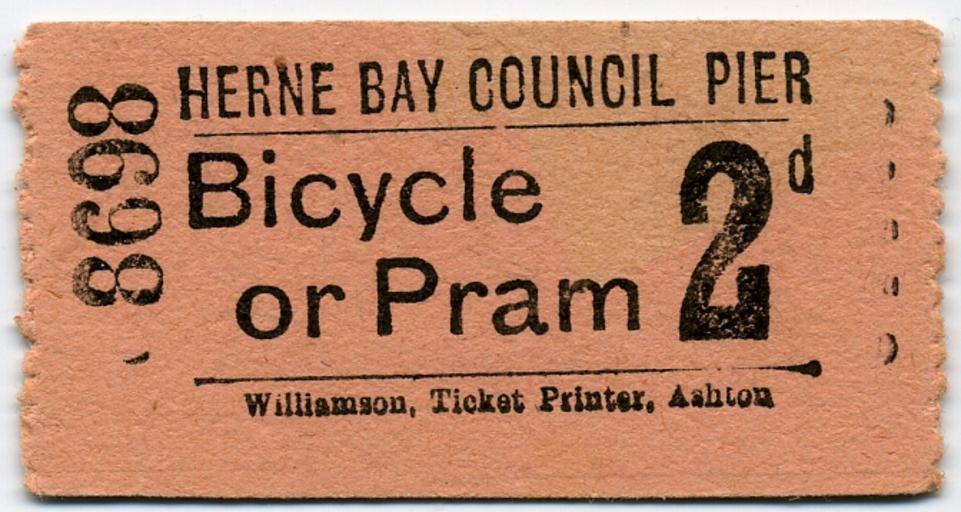 HERNE BAY COUNCIL PIER
8698
Bicycle
or Pram
2d
Williamson, Ticket Printer, Ashton